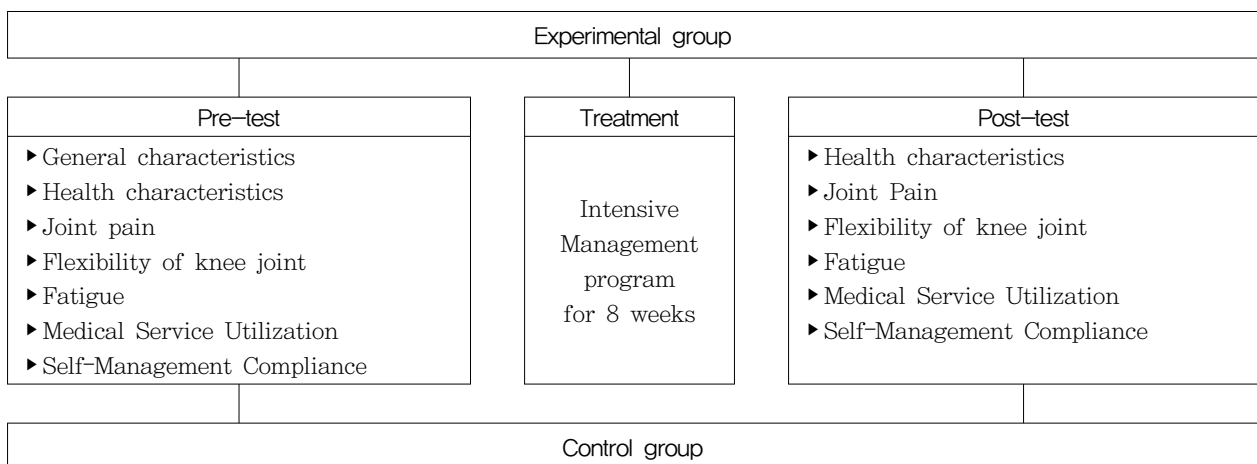 Experimental group
Pre-test
▶General characteristics
▶Health characteristics
▶Joint pain
▶Flexibility of knee joint
▶Fatigue
▶Medical Service Utilization
▶Self-Management Compliance
Treatment
Intensive
Management
program
for 8 weeks
Post-test
▶Health characteristics
▶Joint Pain
▶Flexibility of knee joint
▶Fatigue
▶Medical Service Utilization
▶Self-Management Compliance
Control group